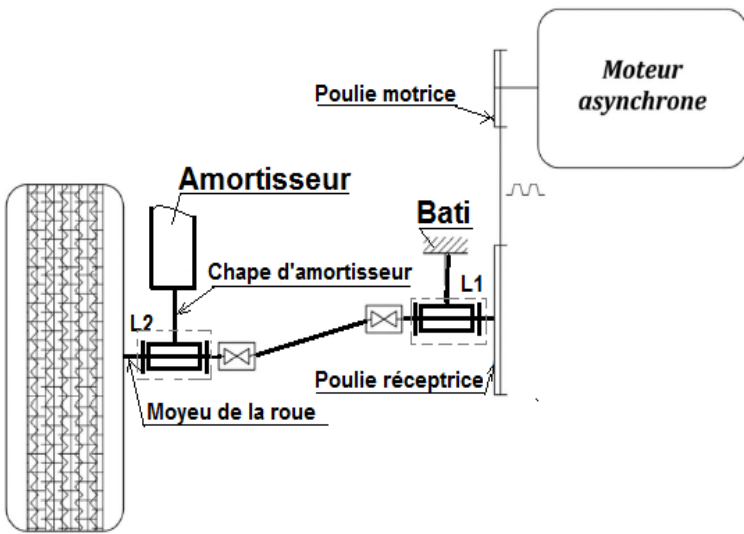 Moteur
asynchrone
Poulie motrice
Amortisseur
Bati
Chape d'amortisseur
L1
L2
Poulie réceptrice
Moyeu de la roue